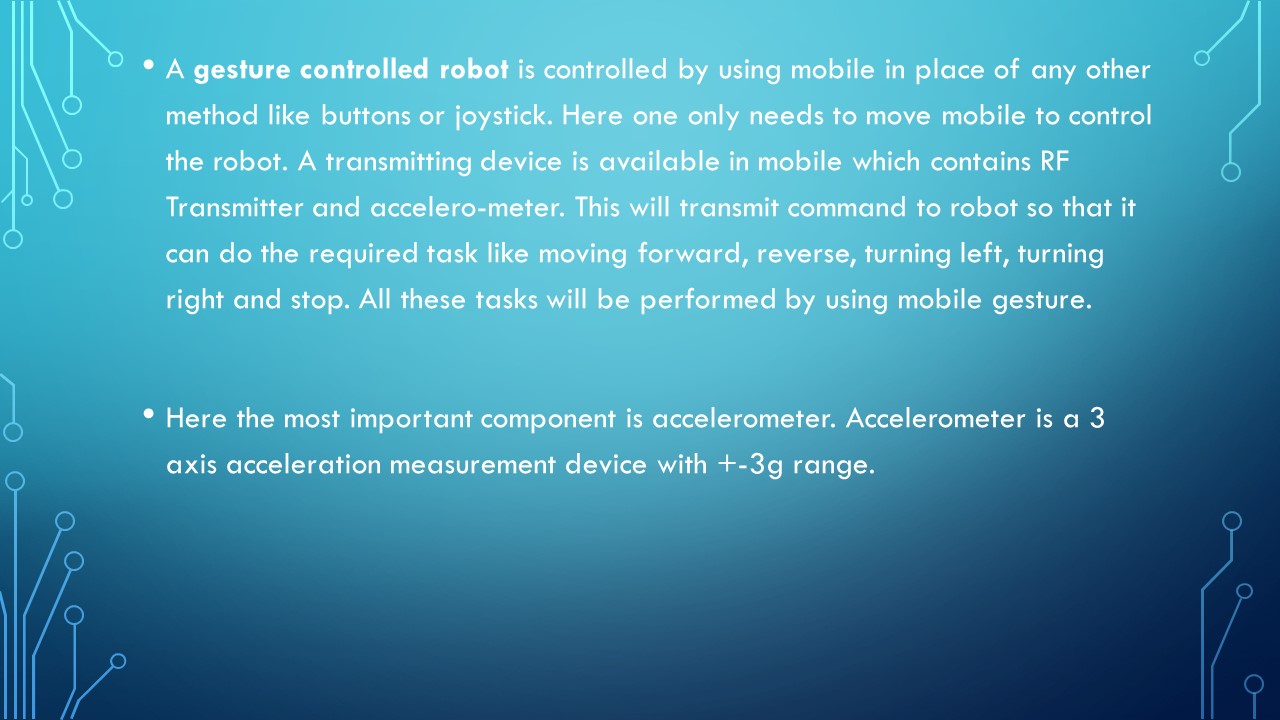 • A gesture controlled robot is controlled by using mobile in place of any other
method like buttons or joystick. Here one only needs to move mobile to control
the robot. A transmitting device is available in mobile which contains RF
Transmitter and accelero-meter. This will transmit command to robot so that it
can do the required task like moving forward, reverse, turning left, turning
right and stop. All these tasks will be performed by using mobile gesture.
• Here the most important component is accelerometer. Accelerometer is a 3
axis acceleration measurement device with +-3g range.